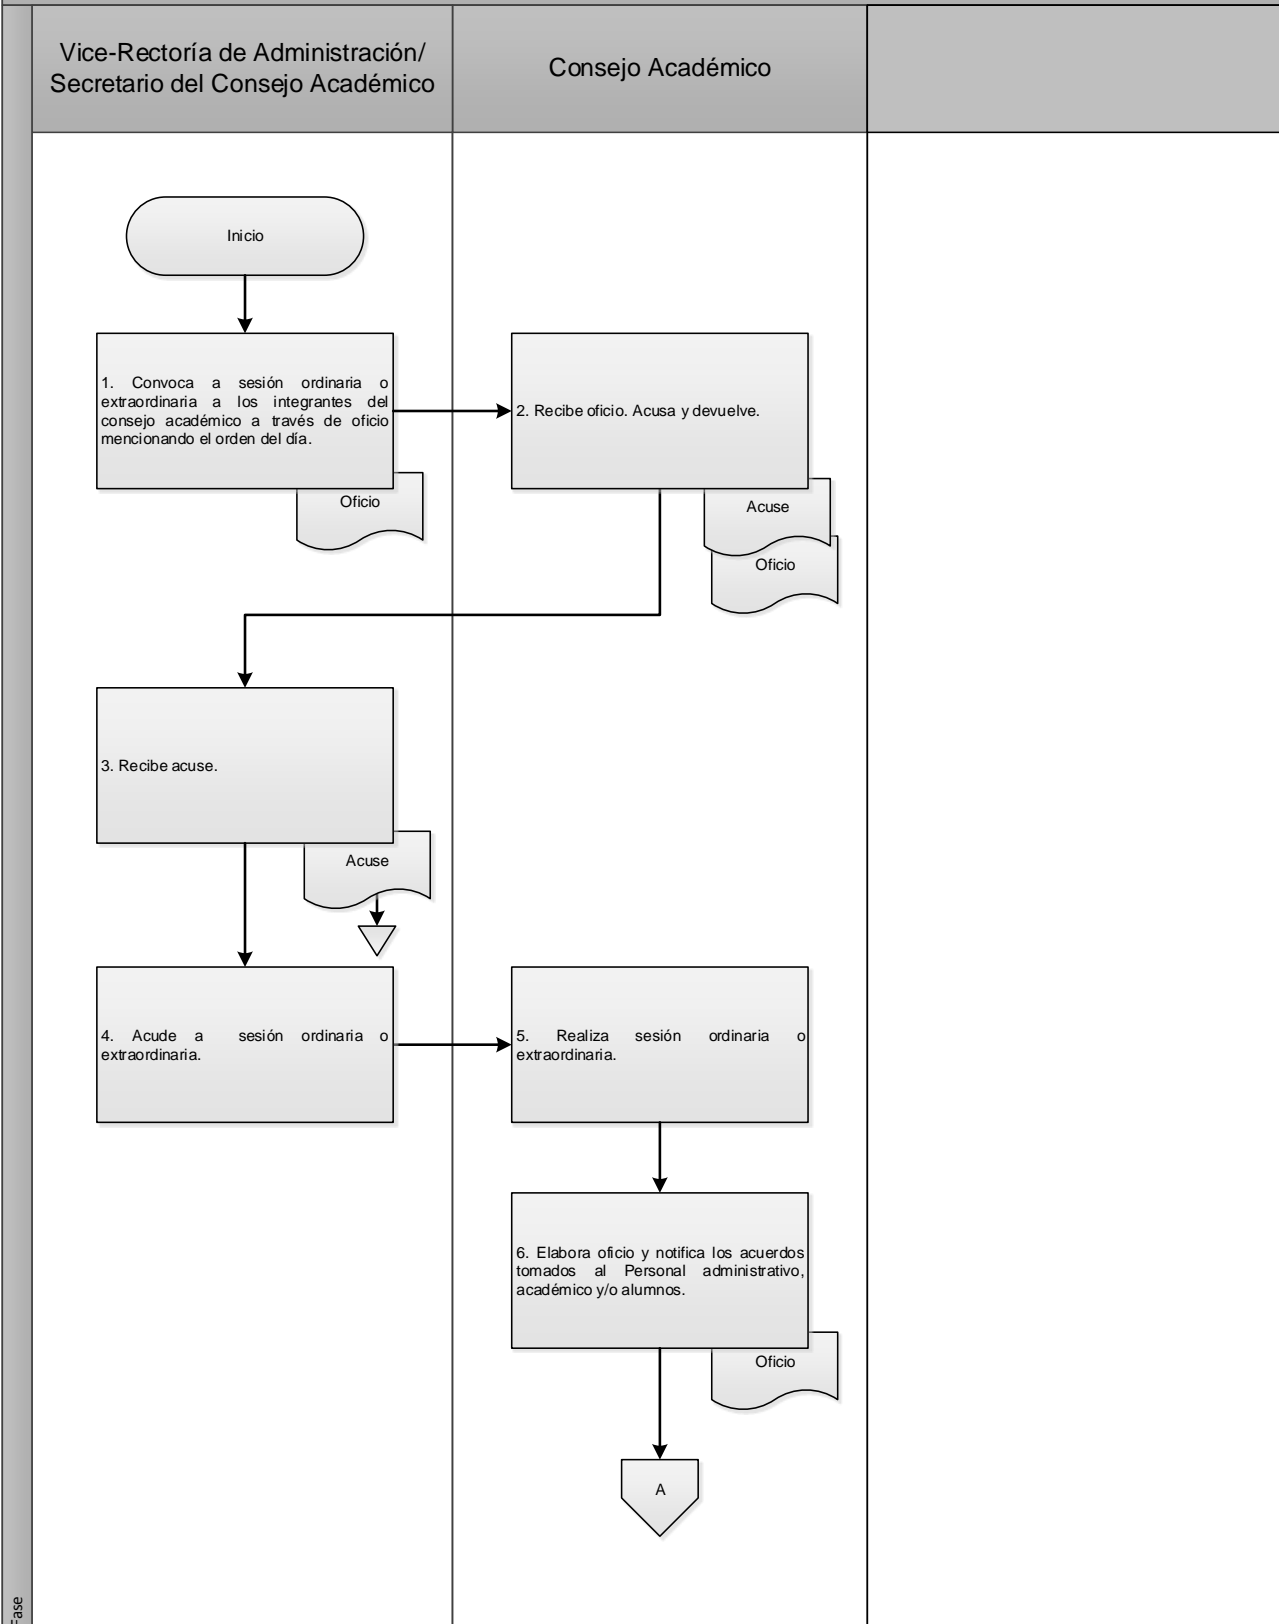 Vice-Rectoría de Administración/
Secretario del Consejo Académico
Consejo Académico
Inicio
1. Convoca a sesión ordinaria o
extraordinaria a los integrantes del
consejo académico a través de oficio
mencionando el orden del día.
Oficio
2. Recibe oficio. Acusa y devuelve.
Acuse
Oficio
3. Recibe acuse.
Acuse
4. Acude a sesión ordinaria o
extraordinaria.
5. Realiza sesión ordinaria o
extraordinaria.
6. Elabora oficio y notifica los acuerdos
tomados al Personal administrativo,
académico y/o alumnos.
Oficio
A
Fase